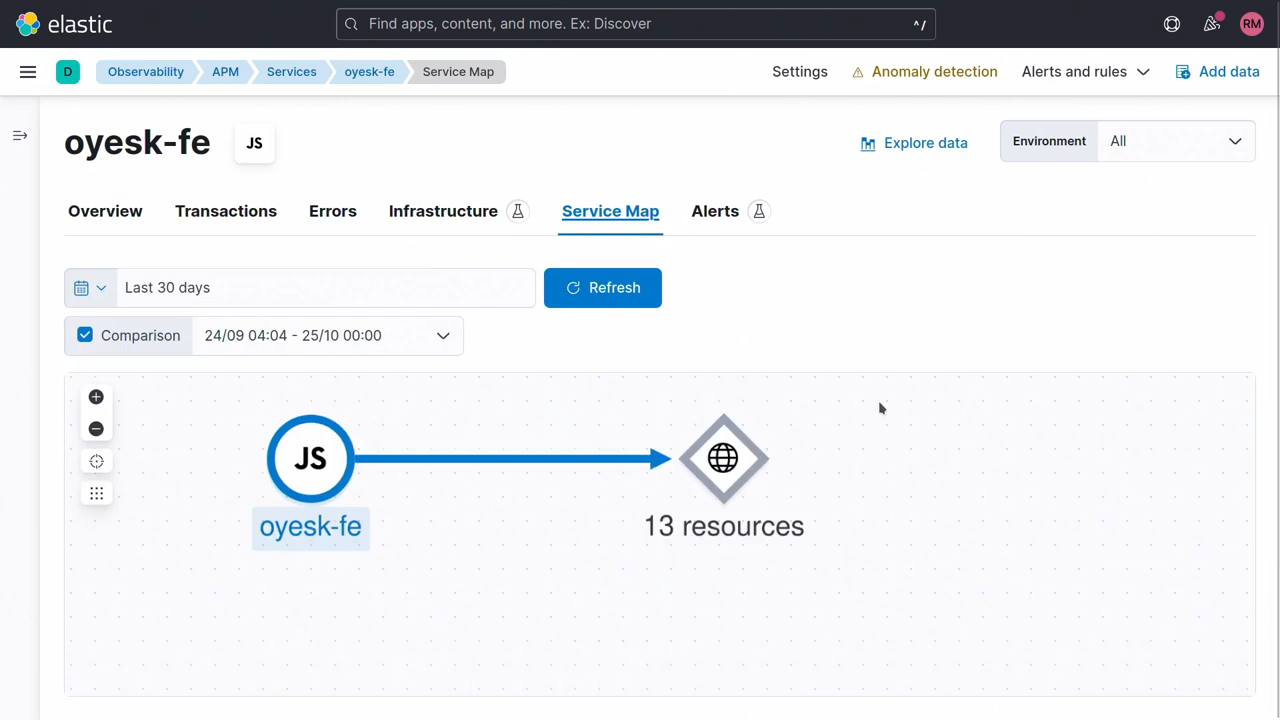 elastic
Find apps, content, and more. Ex: Discover
^/
RM
D
Observability
APM
Services
oyesk-fe
Service Map
Settings
Anomaly detection
Alerts and rules
Add data
oyesk-fe
JS
Explore data
Environment
All
Overview
Transactions
Errors
Infrastructure
Service Map
Alerts
Last 30 days
Refresh
Comparison
24/09 04:04 - 25/10 00:00
JS
oyesk-fe
13 resources